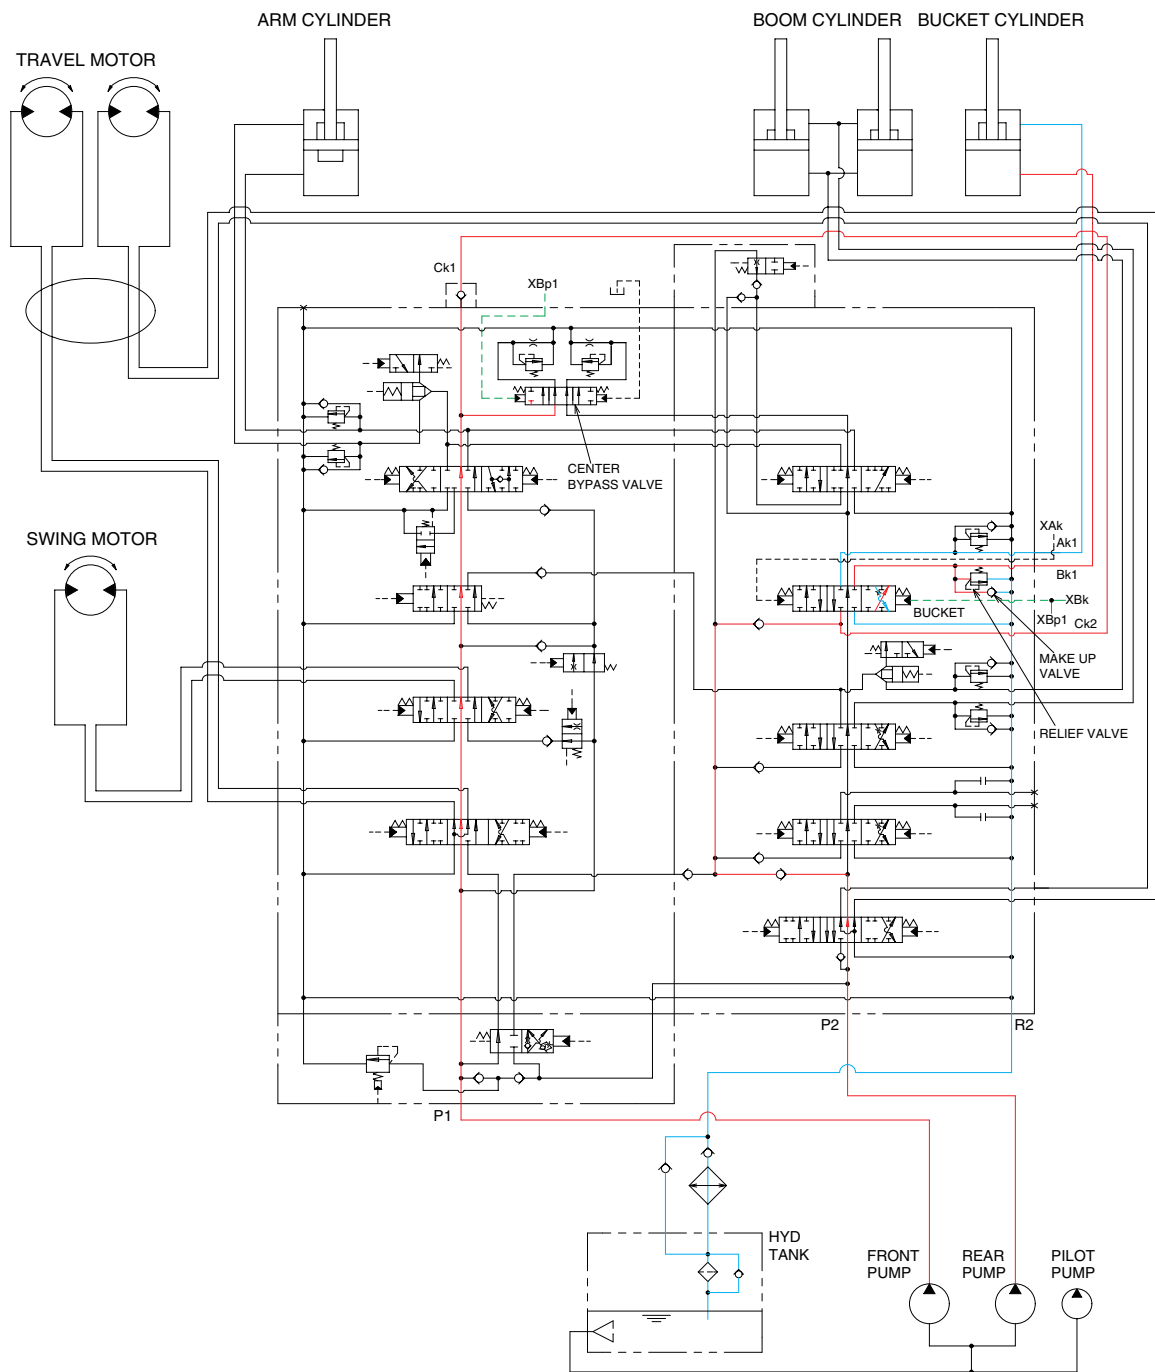 ARM CYLINDER
BOOM CYLINDER
BUCKET CYLINDER
TRAVEL MOTOR
Ck1
XBp1
CENTER
BYPASS VALVE
XAk
Ak1
Bk1
SWING MOTOR
BUCKET
XBk
XBp1
Ck2
MAKE UP
VALVE
RELIEF VALVE
P2
R2
P1
HYD
TANK
FRONT
PUMP
REAR
PUMP
PILOT
PUMP